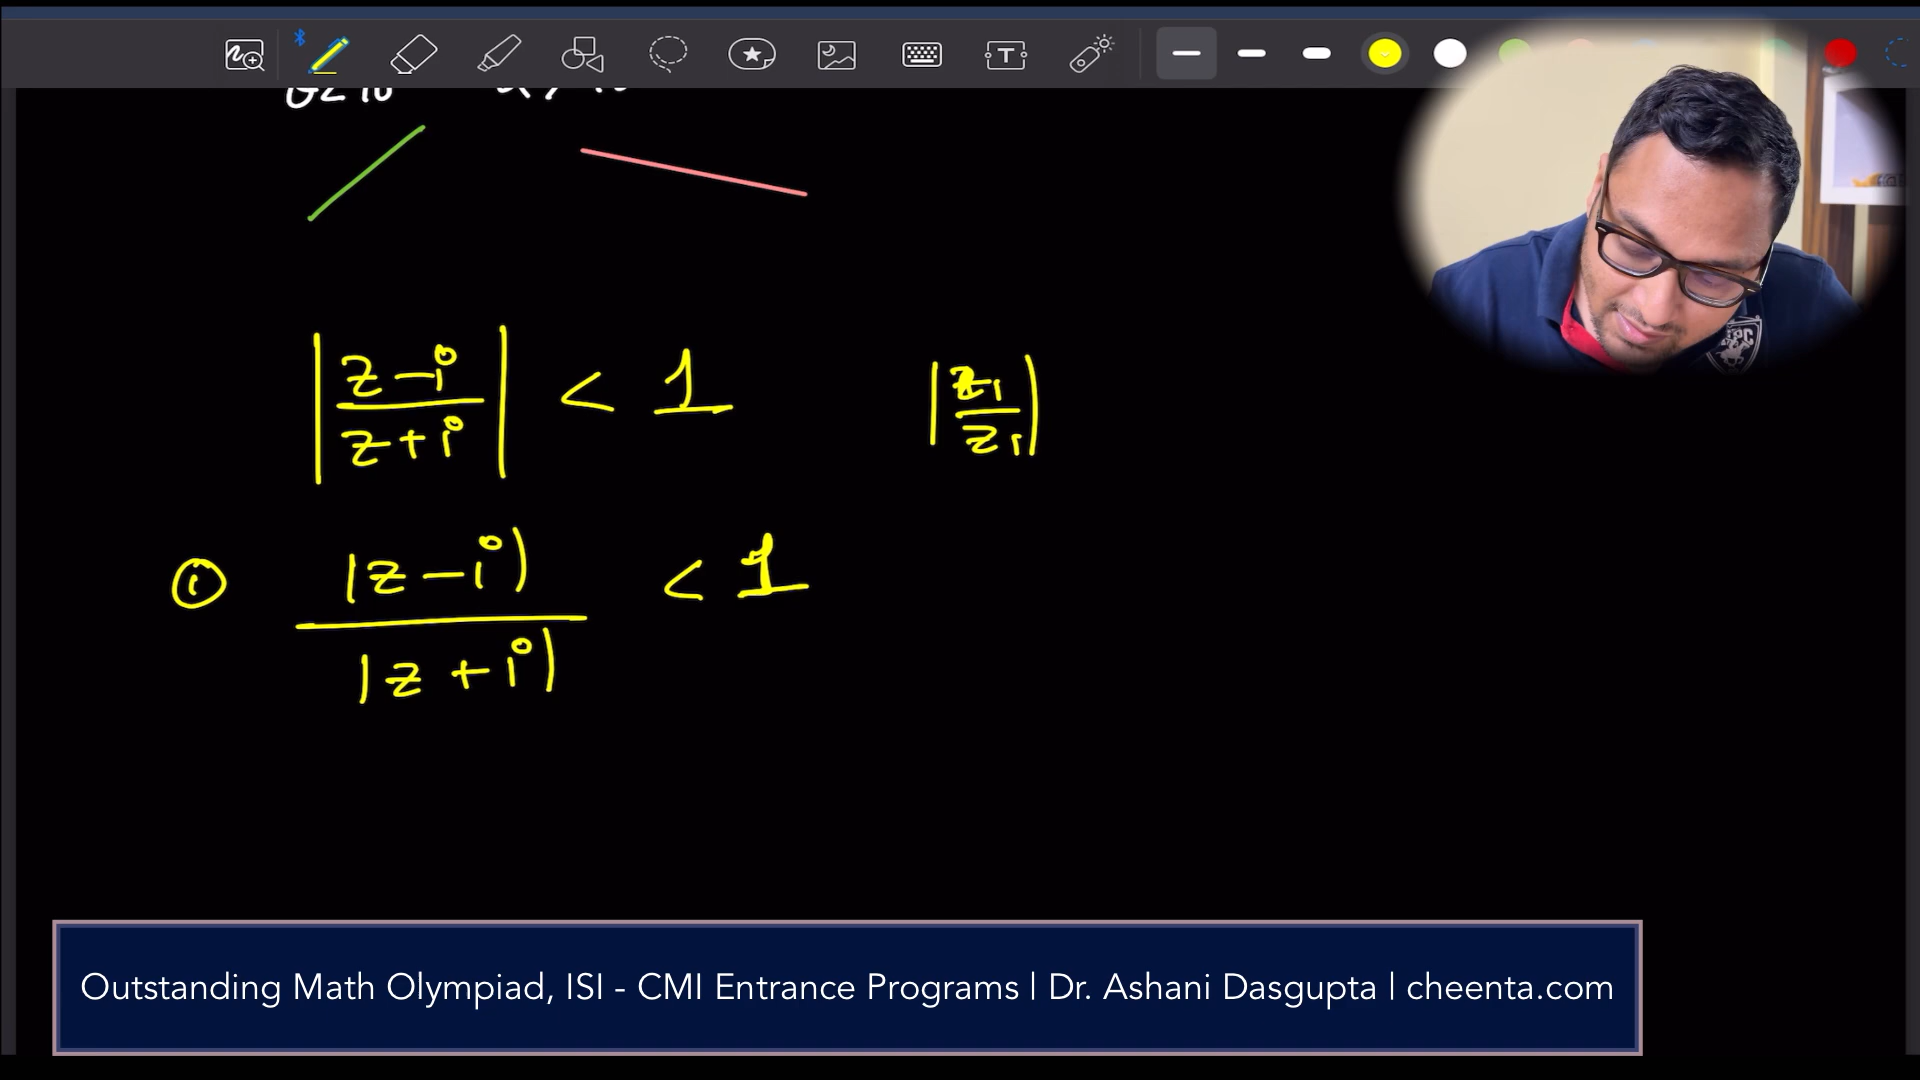 |z-i / z+i| < 1
|z₁ / z₁|
① |z-i| / |z+i| < 1
Outstanding Math Olympiad, ISI - CMI Entrance Programs | Dr. Ashani Dasgupta | cheenta.com